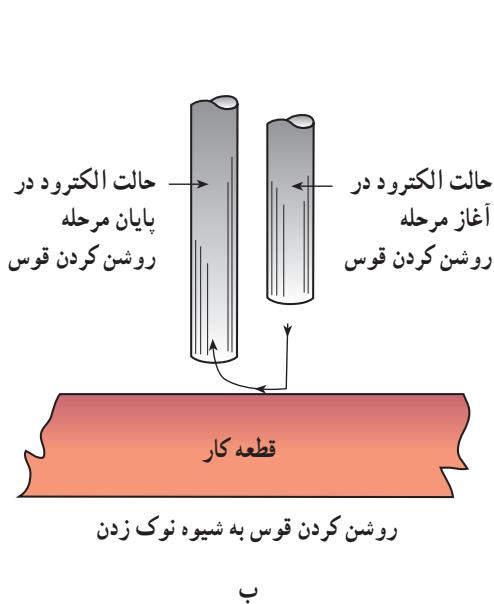 حالت الکترود در
آغاز مرحله
روشن کردن قوس
حالت الکترود در
پایان مرحله
روشن کردن قوس
قطعه کار
روشن کردن قوس به شیوه نوک زدن
ب